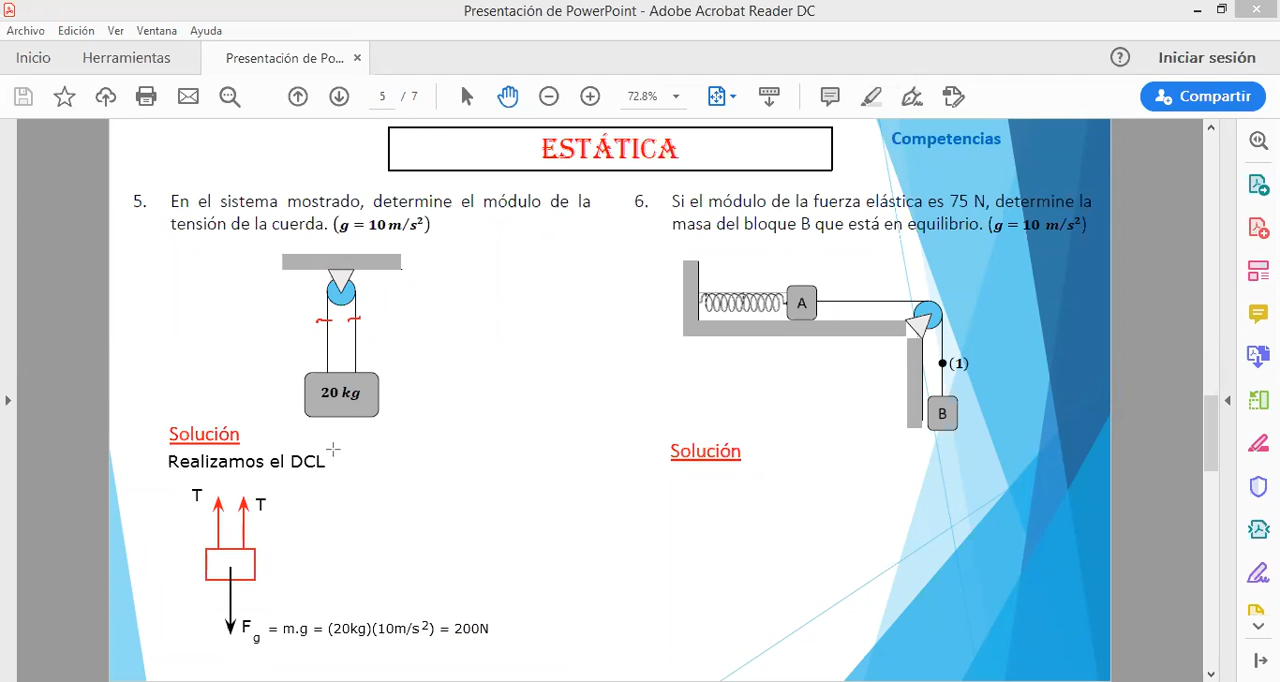 Presentación de PowerPoint - Adobe Acrobat Reader DC
Archivo Edición Ver Ventana Ayuda
Inicio Herramientas Presentación de Po... × Iniciar sesión
5 / 7 72.8% Compartir
ESTÁTICA
Competencias
5. En el sistema mostrado, determine el módulo de la
tensión de la cuerda. (g = 10 m/s²)
20 kg
Solución
Realizamos el DCL
T T
F g = m.g = (20kg)(10m/s²) = 200N
6. Si el módulo de la fuerza elástica es 75 N, determine la
masa del bloque B que está en equilibrio. (g = 10 m/s²)
A
(1)
B
Solución